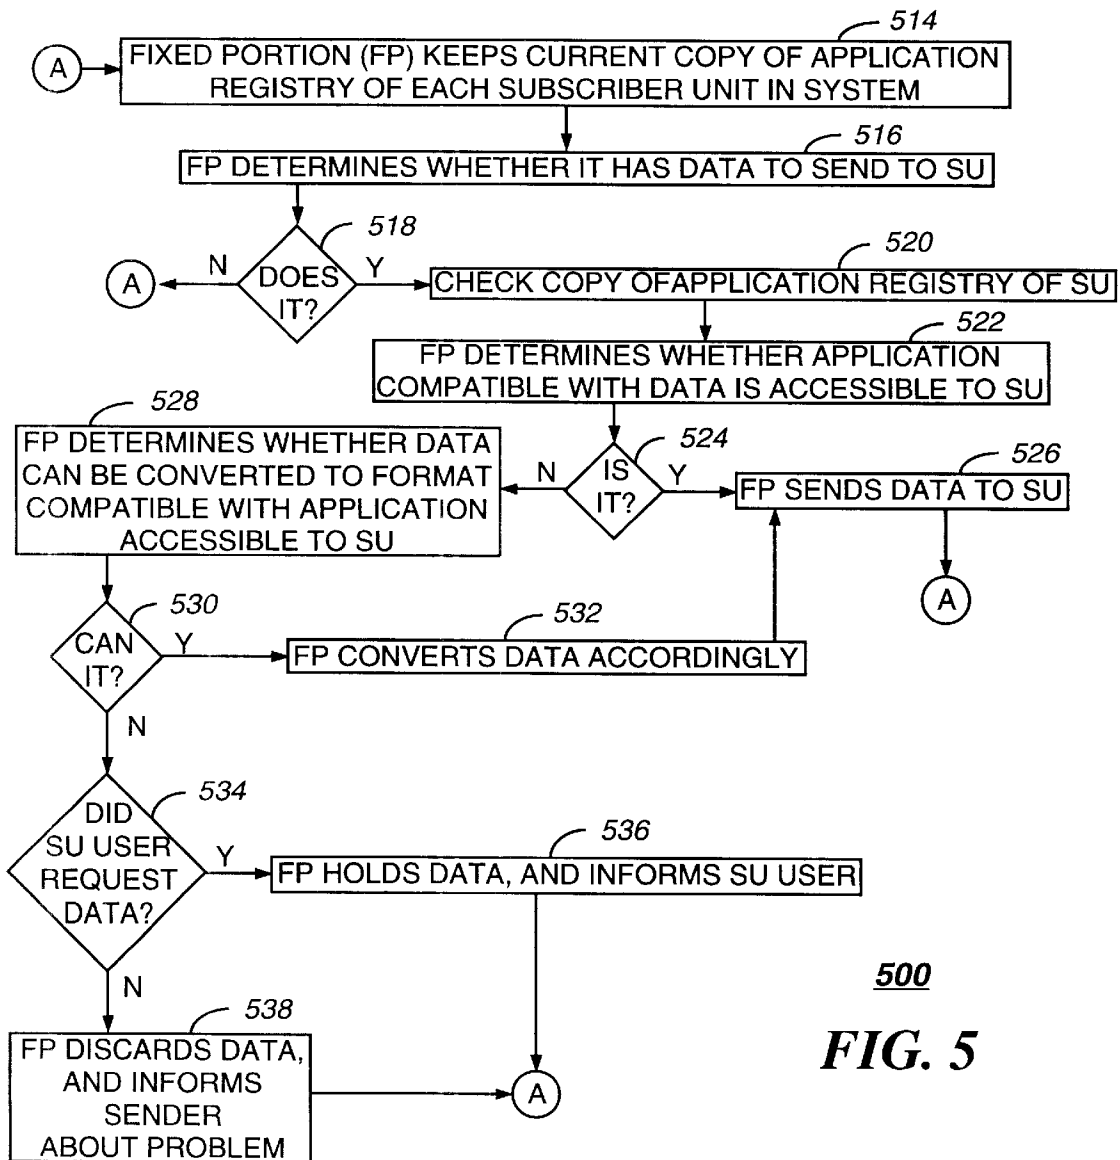 514
A
FIXED PORTION (FP) KEEPS CURRENT COPY OF APPLICATION
REGISTRY OF EACH SUBSCRIBER UNIT IN SYSTEM
516
FP DETERMINES WHETHER IT HAS DATA TO SEND TO SU
518
N
DOES
IT?
Y
A
520
CHECK COPY OFAPPLICATION REGISTRY OF SU
522
FP DETERMINES WHETHER APPLICATION
COMPATIBLE WITH DATA IS ACCESSIBLE TO SU
524
IS
IT?
N
Y
526
FP SENDS DATA TO SU
A
528
FP DETERMINES WHETHER DATA
CAN BE CONVERTED TO FORMAT
COMPATIBLE WITH APPLICATION
ACCESSIBLE TO SU
530
CAN
IT?
Y
N
532
FP CONVERTS DATA ACCORDINGLY
534
DID
SU USER
REQUEST
DATA?
Y
N
536
FP HOLDS DATA, AND INFORMS SU USER
538
FP DISCARDS DATA,
AND INFORMS
SENDER
ABOUT PROBLEM
A
500
FIG. 5